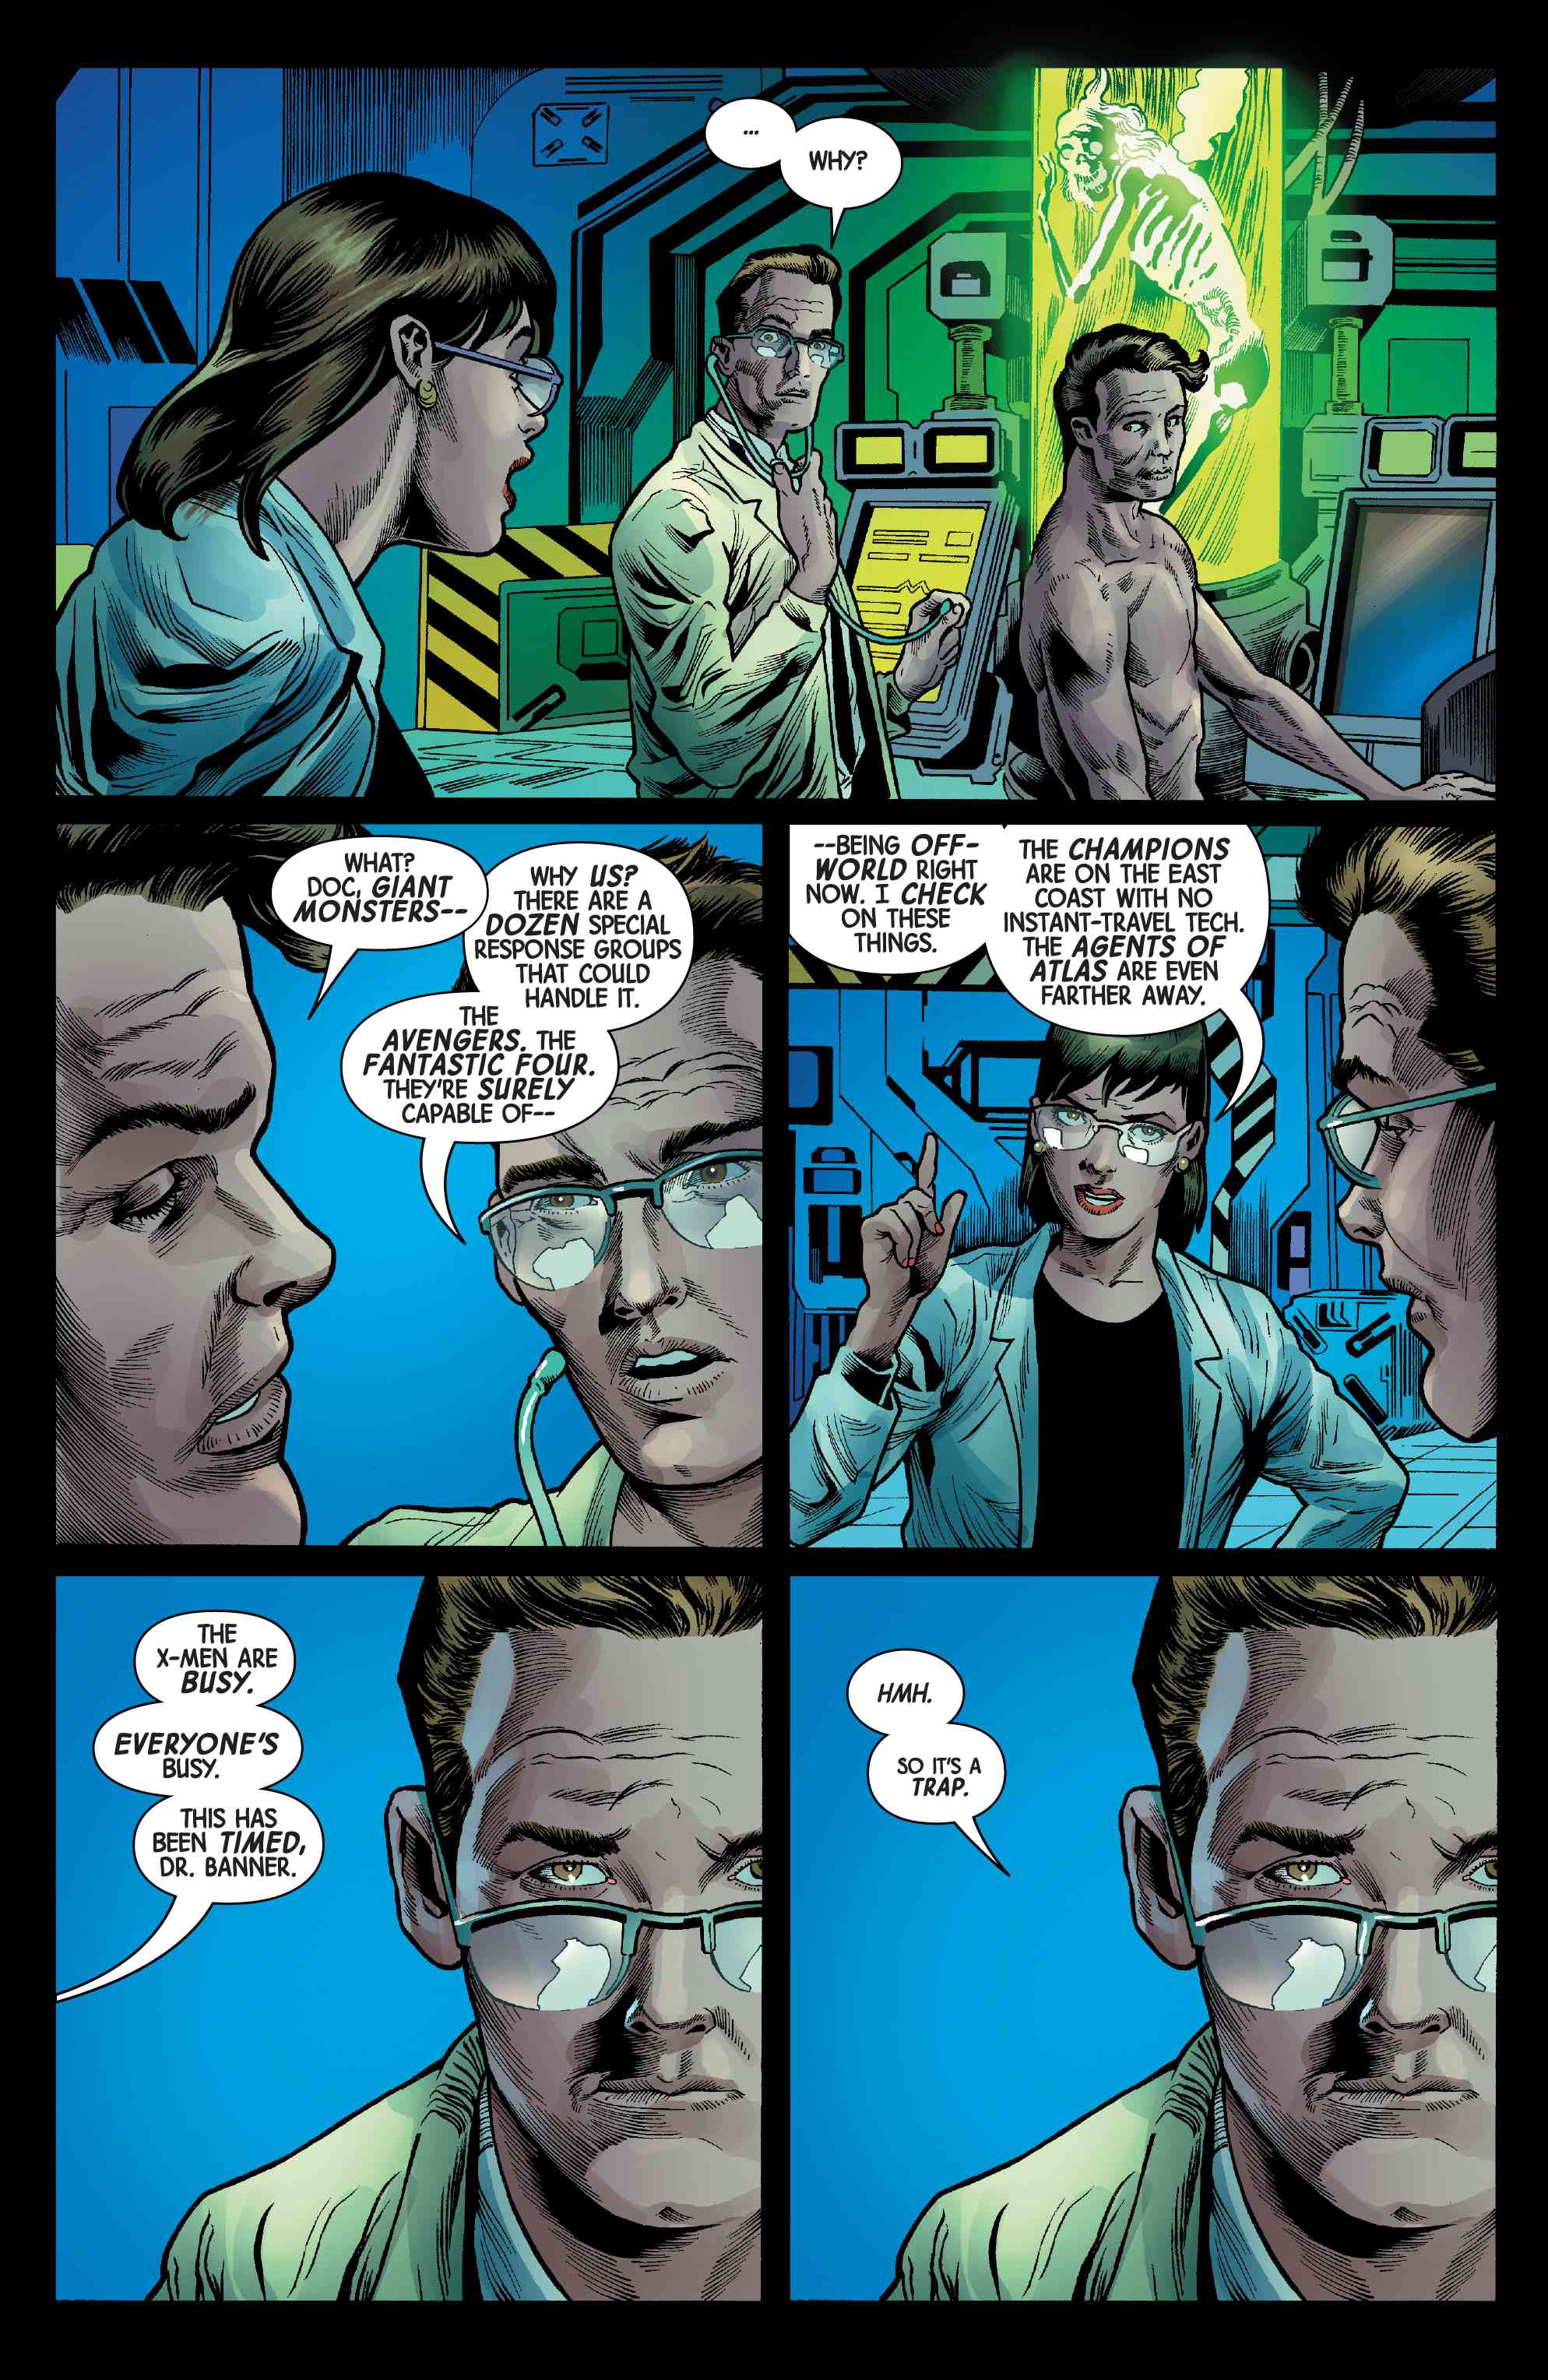 ...
WHY?
WHAT?
DOC, GIANT
MONSTERS--
WHY US?
THERE ARE A
DOZEN SPECIAL
RESPONSE GROUPS
THAT COULD
HANDLE IT.
THE
AVENGERS. THE
FANTASTIC FOUR.
THEY'RE SURELY
CAPABLE OF--
--BEING OFF-
WORLD RIGHT
NOW. I CHECK
ON THESE
THINGS.
THE CHAMPIONS
ARE ON THE EAST
COAST WITH NO
INSTANT-TRAVEL TECH.
THE AGENTS OF
ATLAS ARE EVEN
FARTHER AWAY.
THE
X-MEN ARE
BUSY.
EVERYONE'S
BUSY.
THIS HAS
BEEN TIMED,
DR. BANNER.
HMH.
SO IT'S A
TRAP.